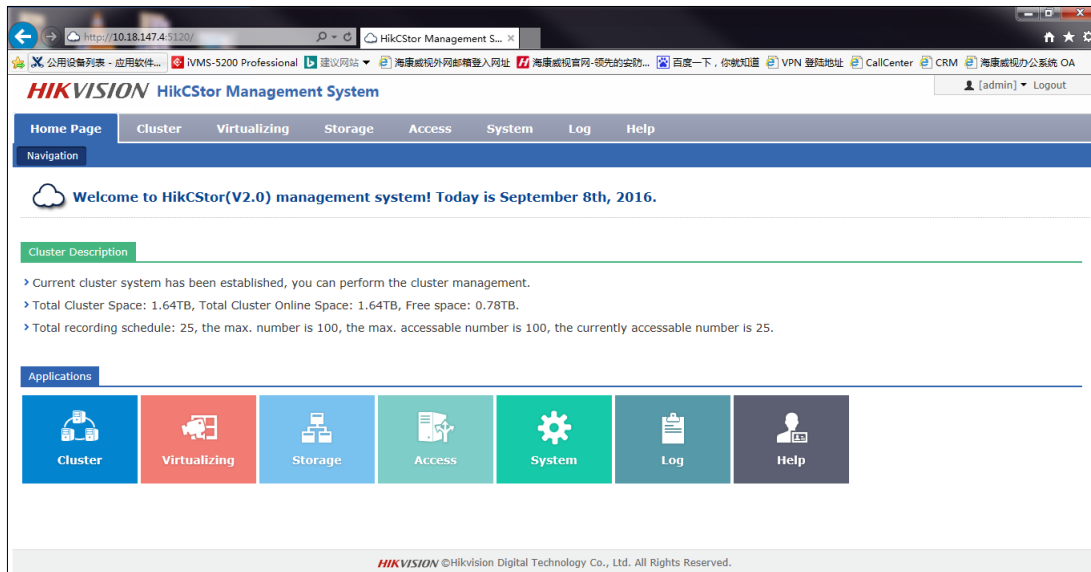 http://10.18.147.4:5120/
HikCStor Management S...
公用设备列表 - 应用软件...
iVMS-5200 Professional
建议网站
海康威视外网邮箱登入网址
海康威视官网-领先的安防...
百度一下，你就知道
VPN 登陆地址
CallCenter
CRM
海康威视办公系统 OA
HIKVISION HikCStor Management System
[admin] Logout
Home Page Cluster Virtualizing Storage Access System Log Help
Navigation
Welcome to HikCStor(V2.0) management system! Today is September 8th, 2016.
Cluster Description
Current cluster system has been established, you can perform the cluster management.
Total Cluster Space: 1.64TB, Total Cluster Online Space: 1.64TB, Free space: 0.78TB.
Total recording schedule: 25, the max. number is 100, the max. accessable number is 100, the currently accessable number is 25.
Applications
Cluster Virtualizing Storage Access System Log Help
HIKVISION ©Hikvision Digital Technology Co., Ltd. All Rights Reserved.